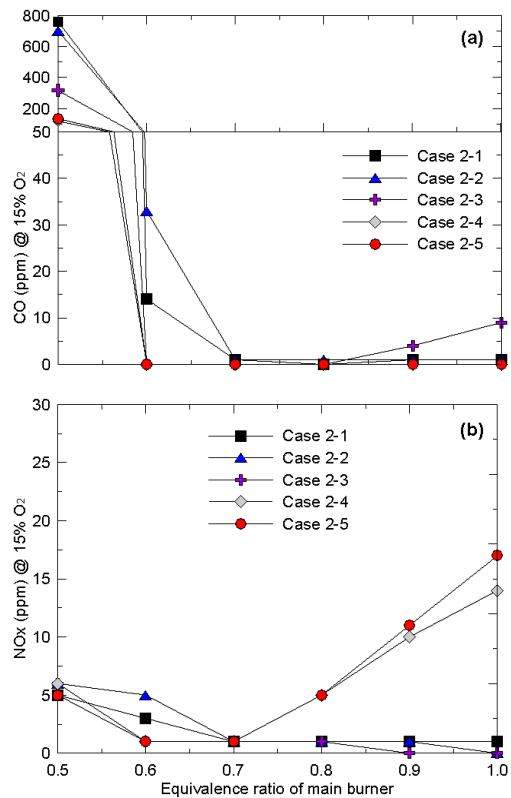 800
(a)
600
400
200
50
Case 2-1
40
Case 2-2
Case 2-3
30
Case 2-4
Case 2-5
20
10
0
CO (ppm) @ 15% O2
30
(b)
Case 2-1
25
Case 2-2
Case 2-3
20
Case 2-4
Case 2-5
15
10
5
0
NOx (ppm) @ 15% O2
0.5 0.6 0.7 0.8 0.9 1.0
Equivalence ratio of main burner